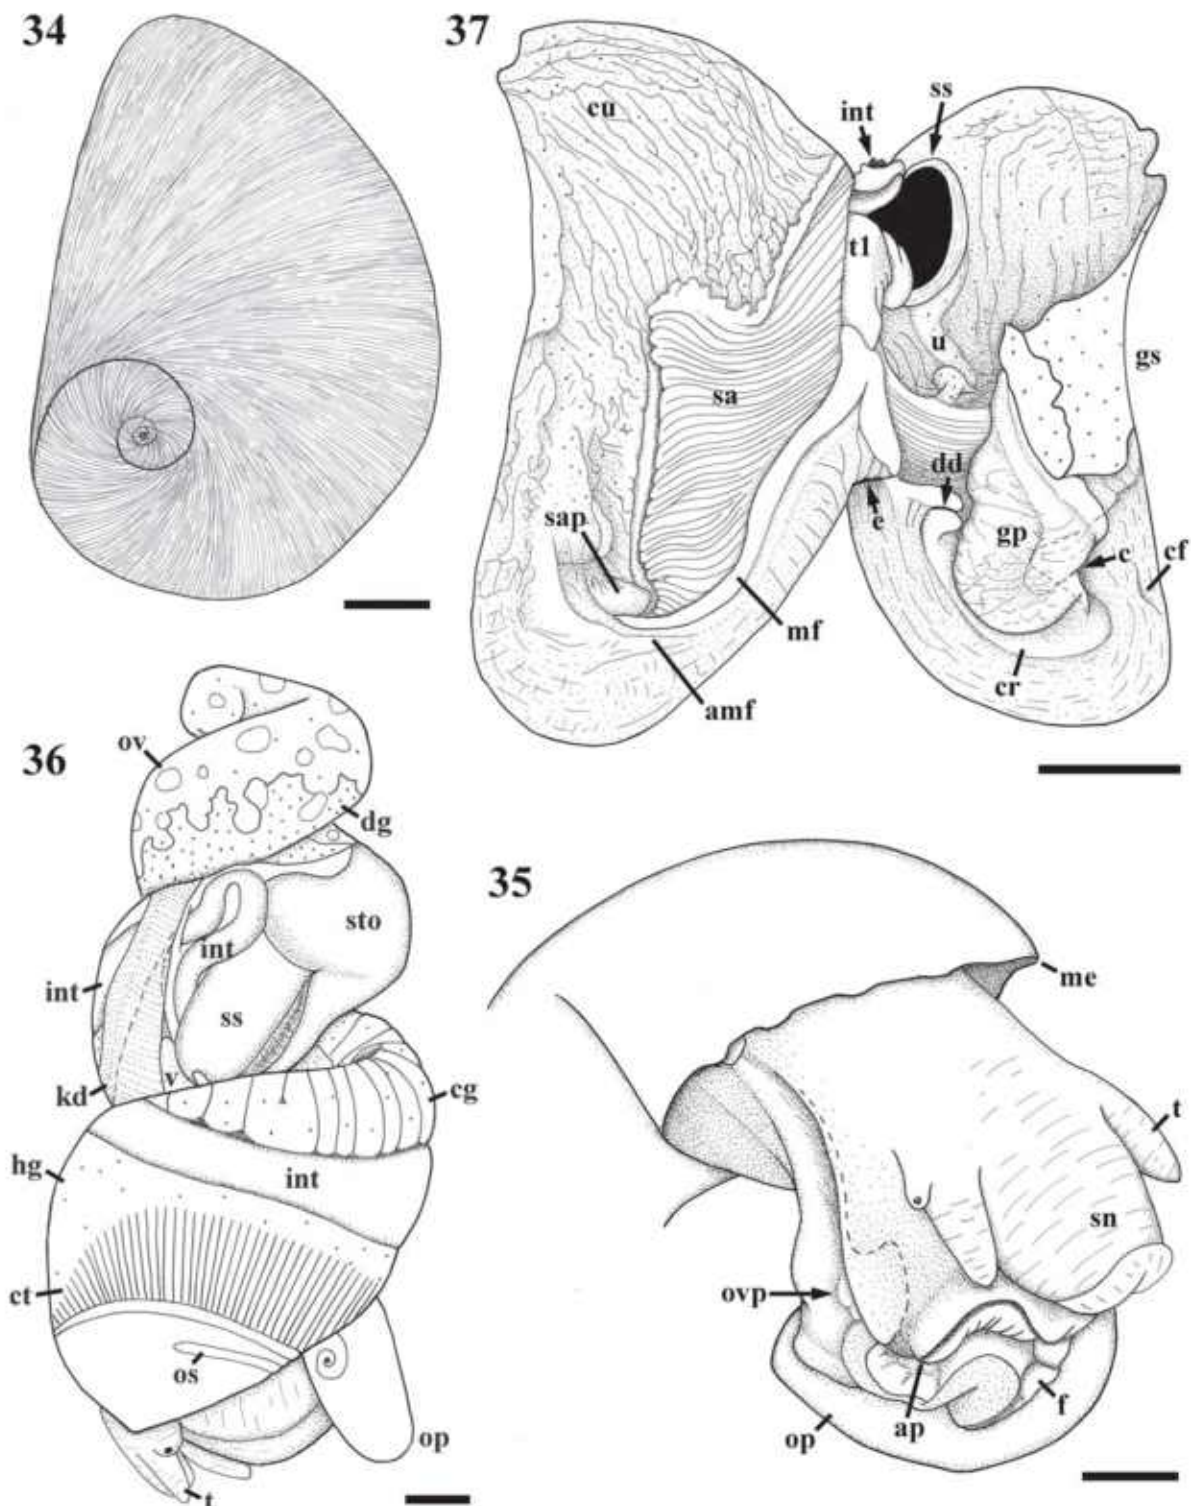 34
37
cu
int
ss
t1
u
gs
sa
sap
dd
e
gp
c
cf
mf
cr
amf
36
ov
dg
sto
int
int
ss
kd
v
cg
hg
int
ct
os
op
t
35
me
t
sn
ovp
f
ap
op